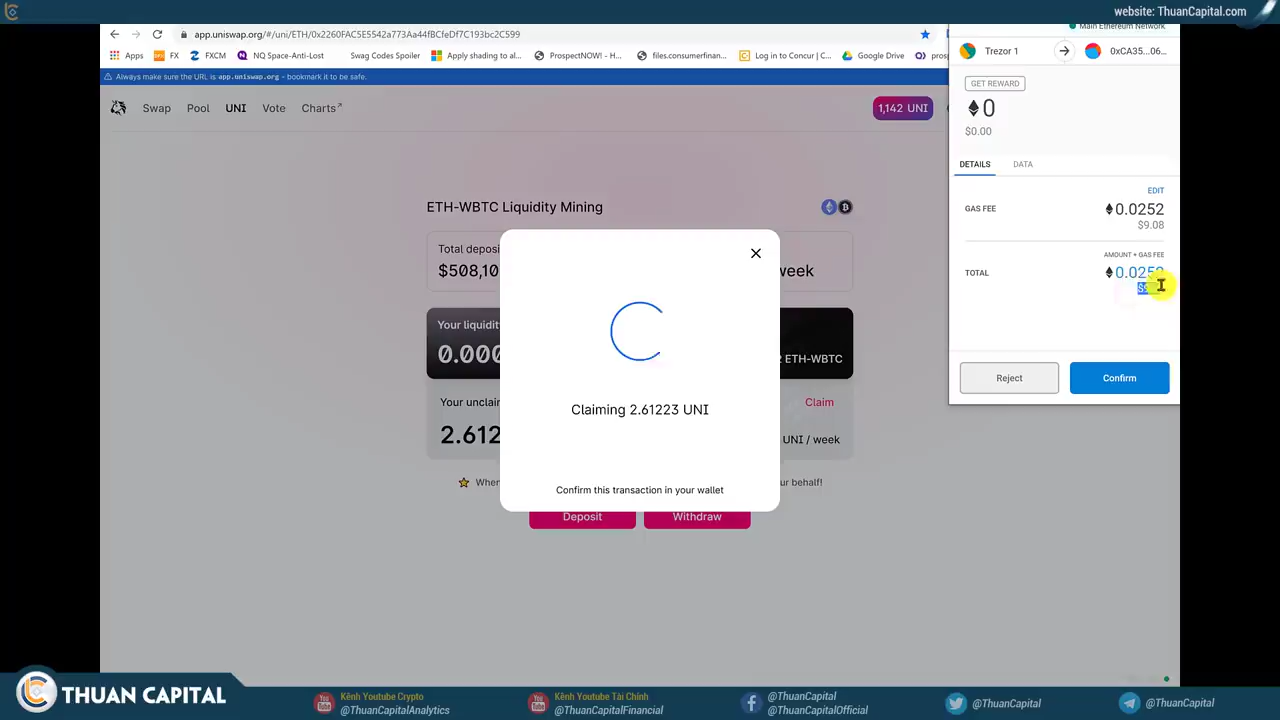 website: ThuanCapital.com
app.uniswap.org/#/uni/ETH/0x2260FAC5E5542a773Aa44fBCfeDf7C193bc2C599
Main Ethereum Network
Apps
FX
FXCM
NQ Space-Anti-Lost
Swag Codes Spoiler
Apply shading to al...
ProspectNOW! - H...
files.consumerfinan...
Log in to Concur | C...
Google Drive
Trezor 1
0xCA35...06...
Always make sure the URL is app.uniswap.org - bookmark it to be safe.
GET REWARD
0
$0.00
Swap
Pool
UNI
Vote
Charts
1,142 UNI
DETAILS
DATA
EDIT
GAS FEE
0.0252
$9.08
AMOUNT + GAS FEE
TOTAL
0.0252
ETH-WBTC Liquidity Mining
Total deposi
$508,10
week
Your liquidity
0.000
ETH-WBTC
Reject
Confirm
Your unclai
Claim
2.612
UNI / week
Claiming 2.61223 UNI
Confirm this transaction in your wallet
When
ur behalf!
Deposit
Withdraw
THUAN CAPITAL
Kênh Youtube Crypto
@ThuanCapitalAnalytics
Kênh Youtube Tài Chính
@ThuanCapitalFinancial
@ThuanCapital
@ThuanCapitalOfficial
@ThuanCapital
@ThuanCapital